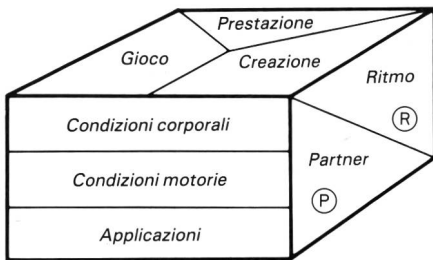 Prestazione
Gioco
Creazione
Ritmo
R
Condizioni corporali
Partner
Condizioni motorie
P
Applicazioni